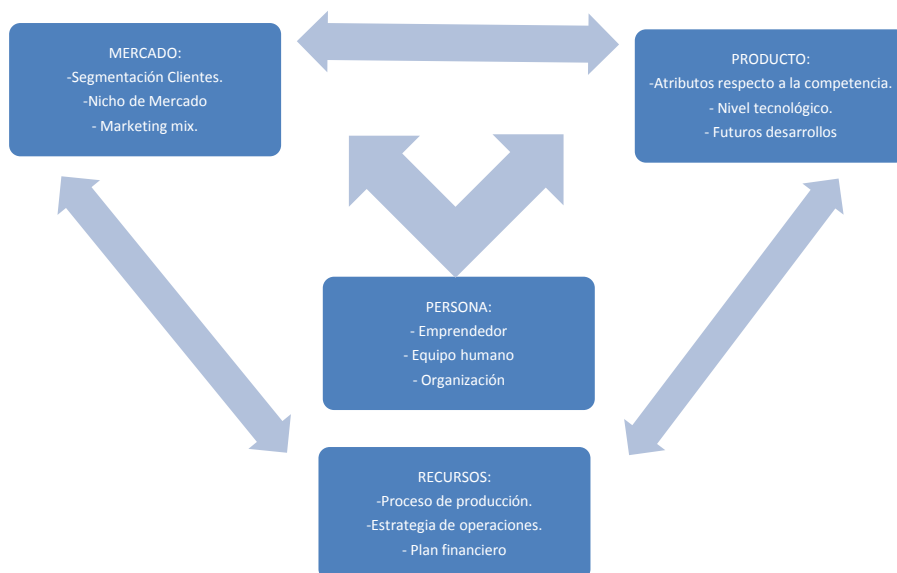 MERCADO:
-Segmentación Clientes.
-Nicho de Mercado
- Marketing mix.
PRODUCTO:
-Atributos respecto a la competencia.
- Nivel tecnológico.
- Futuros desarrollos
PERSONA:
- Emprendedor
- Equipo humano
- Organización
RECURSOS:
-Proceso de producción.
-Estrategia de operaciones.
- Plan financiero